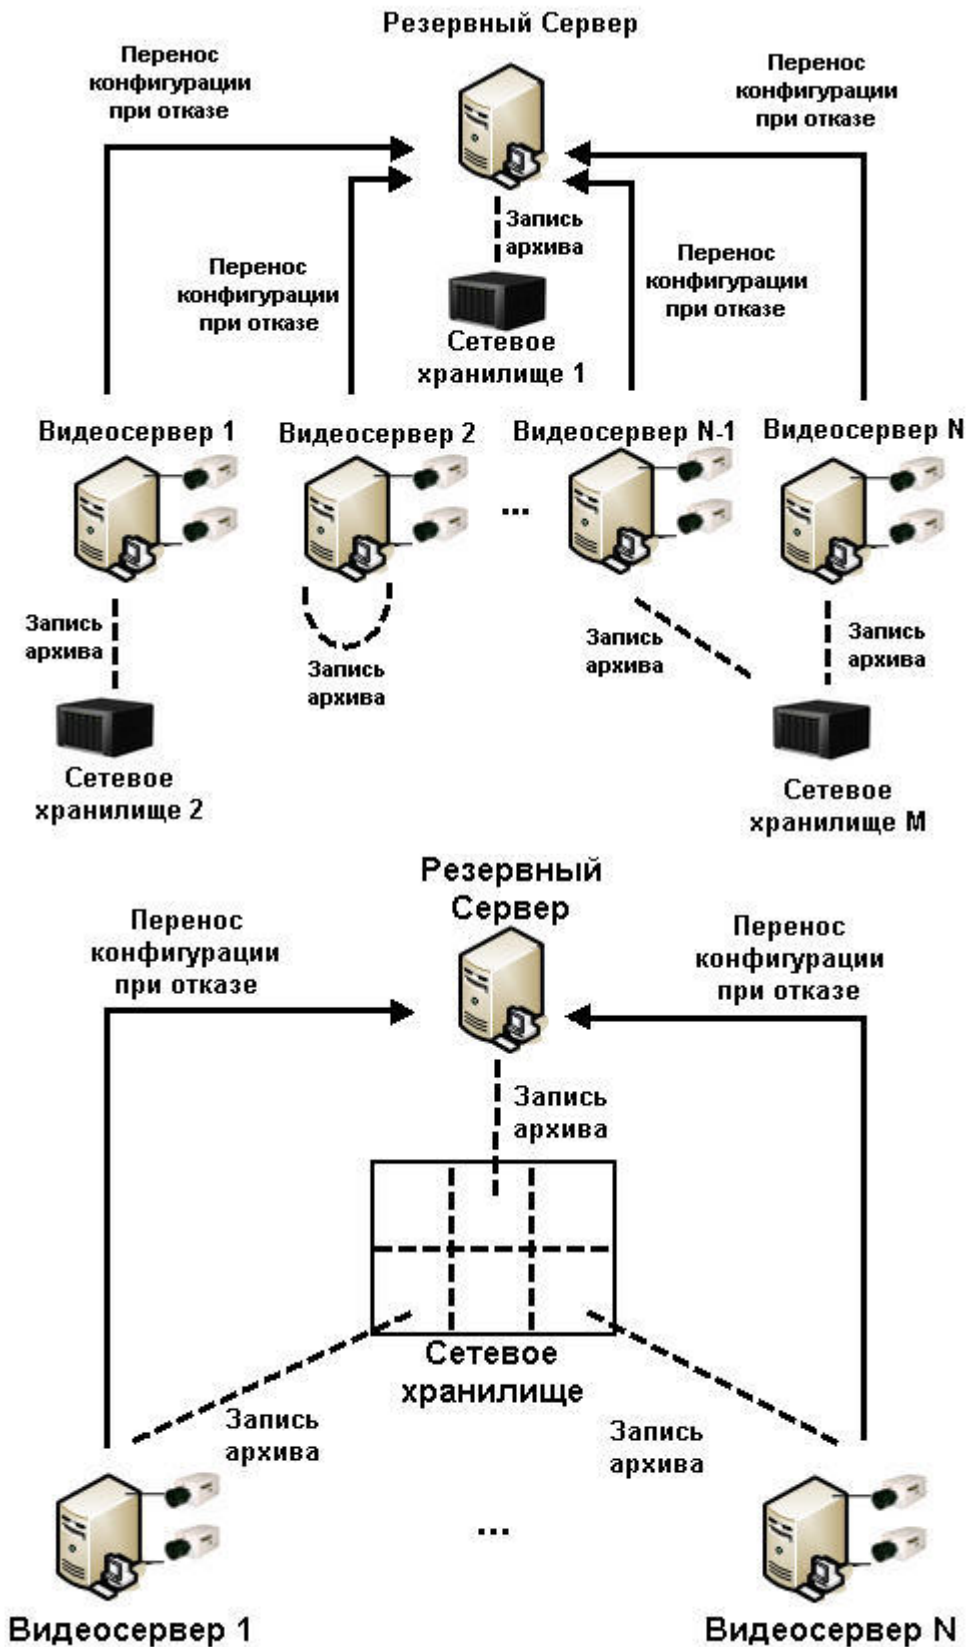 Резервный Сервер
Перенос
конфигурации
при отказе
Перенос
конфигурации
при отказе
Запись
архива
Перенос
конфигурации
при отказе
Перенос
конфигурации
при отказе
Сетевое
хранилище 1
Видеосервер 1
Видеосервер 2
Видеосервер N-1
Видеосервер N
...
Запись
архива
Запись
архива
Запись
архива
Запись
архива
Сетевое
хранилище 2
Сетевое
хранилище M
Резервный
Сервер
Перенос
конфигурации
при отказе
Перенос
конфигурации
при отказе
Запись
архива
Сетевое
хранилище
Запись
архива
Запись
архива
...
Видеосервер 1
Видеосервер N